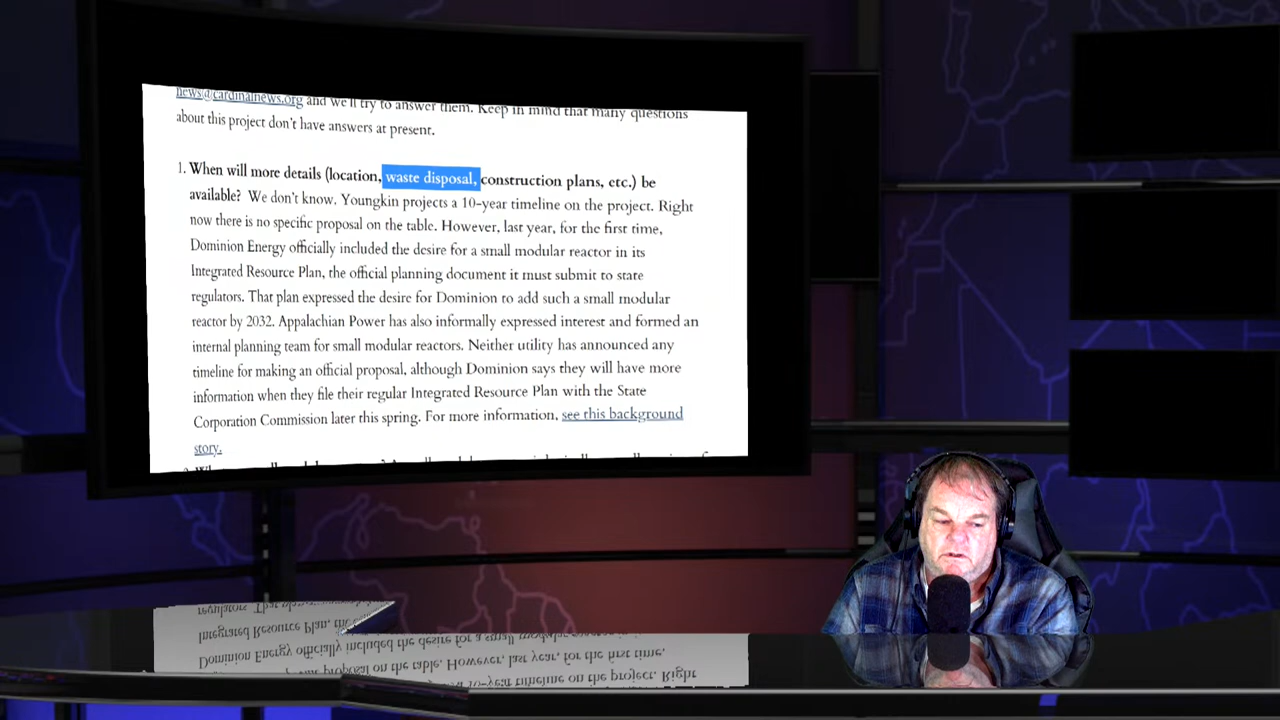 news@cardinalnews.org and we'll try to answer them. Keep in mind that many questions
about this project don't have answers at present.
1. When will more details (location, waste disposal, construction plans, etc.) be
available? We don't know. Youngkin projects a 10-year timeline on the project. Right
now there is no specific proposal on the table. However, last year, for the first time,
Dominion Energy officially included the desire for a small modular reactor in its
Integrated Resource Plan, the official planning document it must submit to state
regulators. That plan expressed the desire for Dominion to add such a small modular
reactor by 2032. Appalachian Power has also informally expressed interest and formed an
internal planning team for small modular reactors. Neither utility has announced any
timeline for making an official proposal, although Dominion says they will have more
information when they file their regular Integrated Resource Plan with the State
Corporation Commission later this spring. For more information, see this background
story.